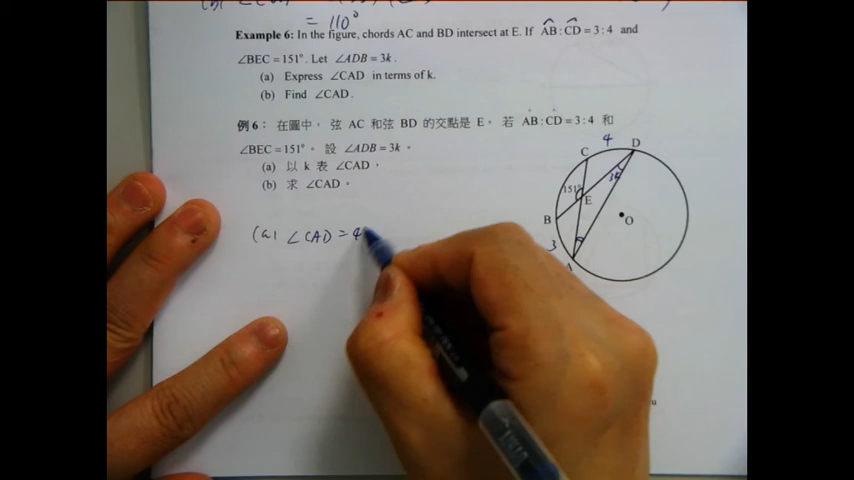 = 110°
Example 6: In the figure, chords AC and BD intersect at E. If AB : CD = 3 : 4 and
∠BEC = 151°. Let ∠ADB = 3k.
(a) Express ∠CAD in terms of k.
(b) Find ∠CAD.
例 6： 在圖中， 弦 AC 和弦 BD 的交點是 E。 若 AB : CD = 3 : 4 和
∠BEC = 151°。 設 ∠ADB = 3k。
(a) 以 k 表 ∠CAD，
(b) 求 ∠CAD。
4
C
D
151°
3k
E
B
O
3
A
(a) ∠CAD = 4
u